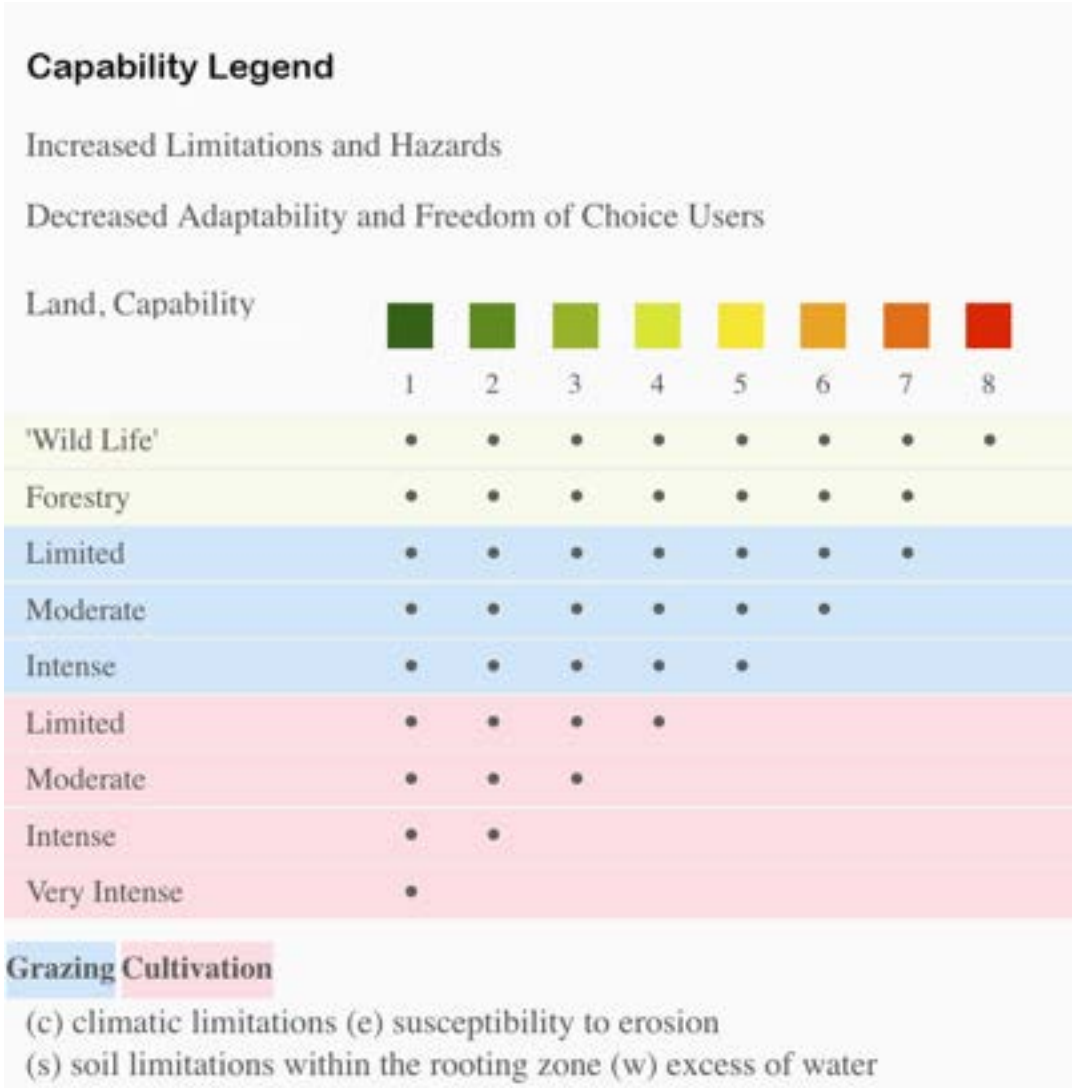 Capability Legend
Increased Limitations and Hazards
Decreased Adaptability and Freedom of Choice Users
Land, Capability
1 2 3 4 5 6 7 8
'Wild Life' • • • • • • • •
Forestry • • • • • • •
Limited • • • • • • •
Moderate • • • • • •
Intense • • • • •
Limited • • • •
Moderate • • •
Intense • •
Very Intense •
Grazing Cultivation
(c) climatic limitations (e) susceptibility to erosion
(s) soil limitations within the rooting zone (w) excess of water